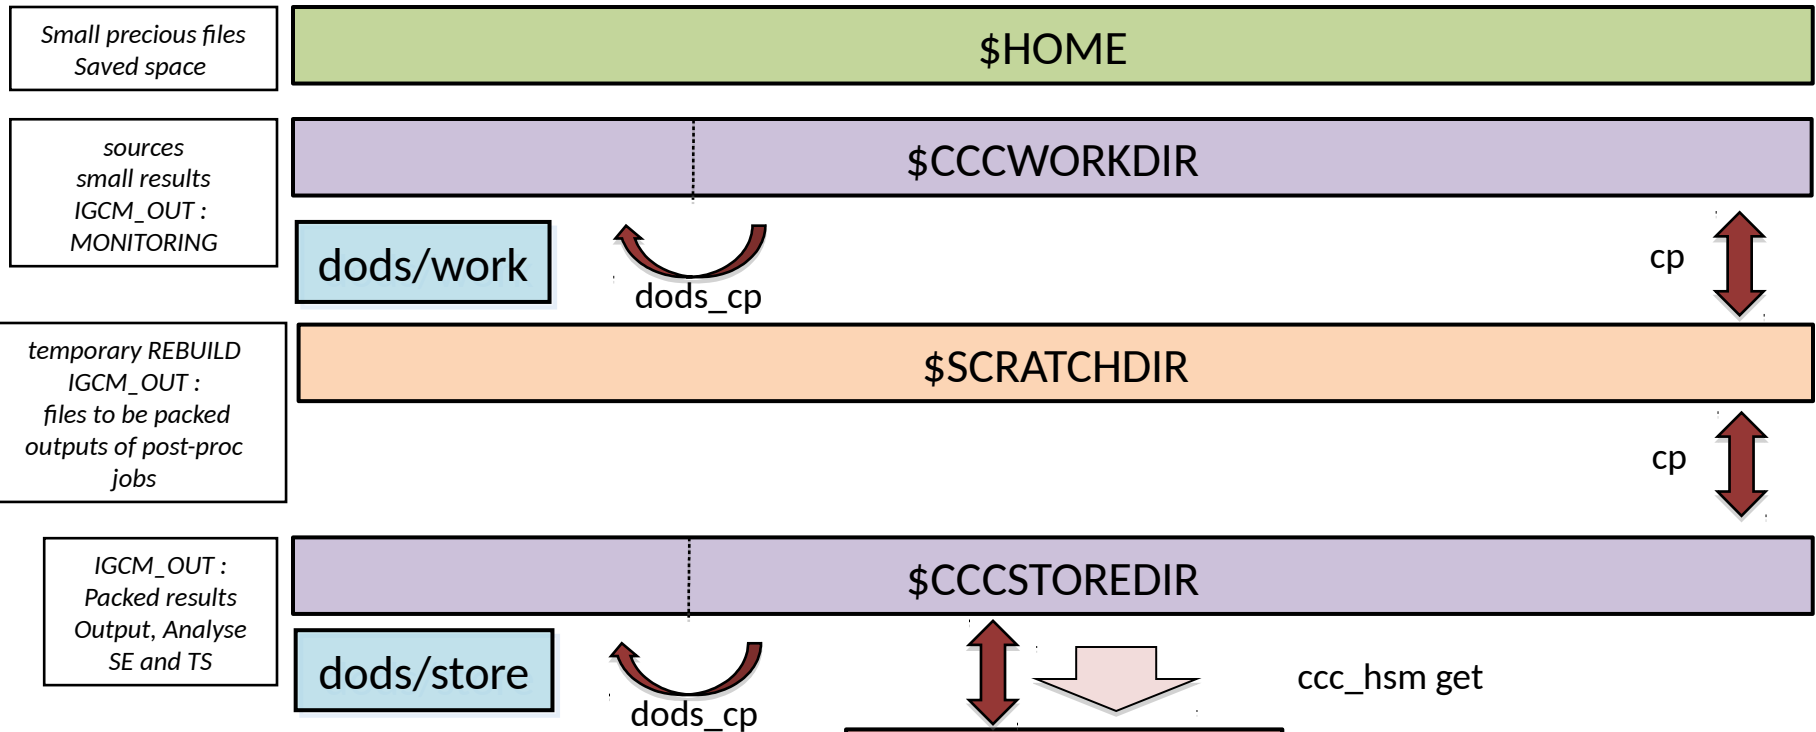 Small precious files
Saved space
$HOME
sources
small results
IGCM_OUT :
MONITORING
$CCCWORKDIR
dods/work
dods_cp
cp
temporary REBUILD
IGCM_OUT :
files to be packed
outputs of post-proc
jobs
$SCRATCHDIR
cp
IGCM_OUT :
Packed results
Output, Analyse
SE and TS
$CCCSTOREDIR
dods/store
dods_cp
ccc_hsm get